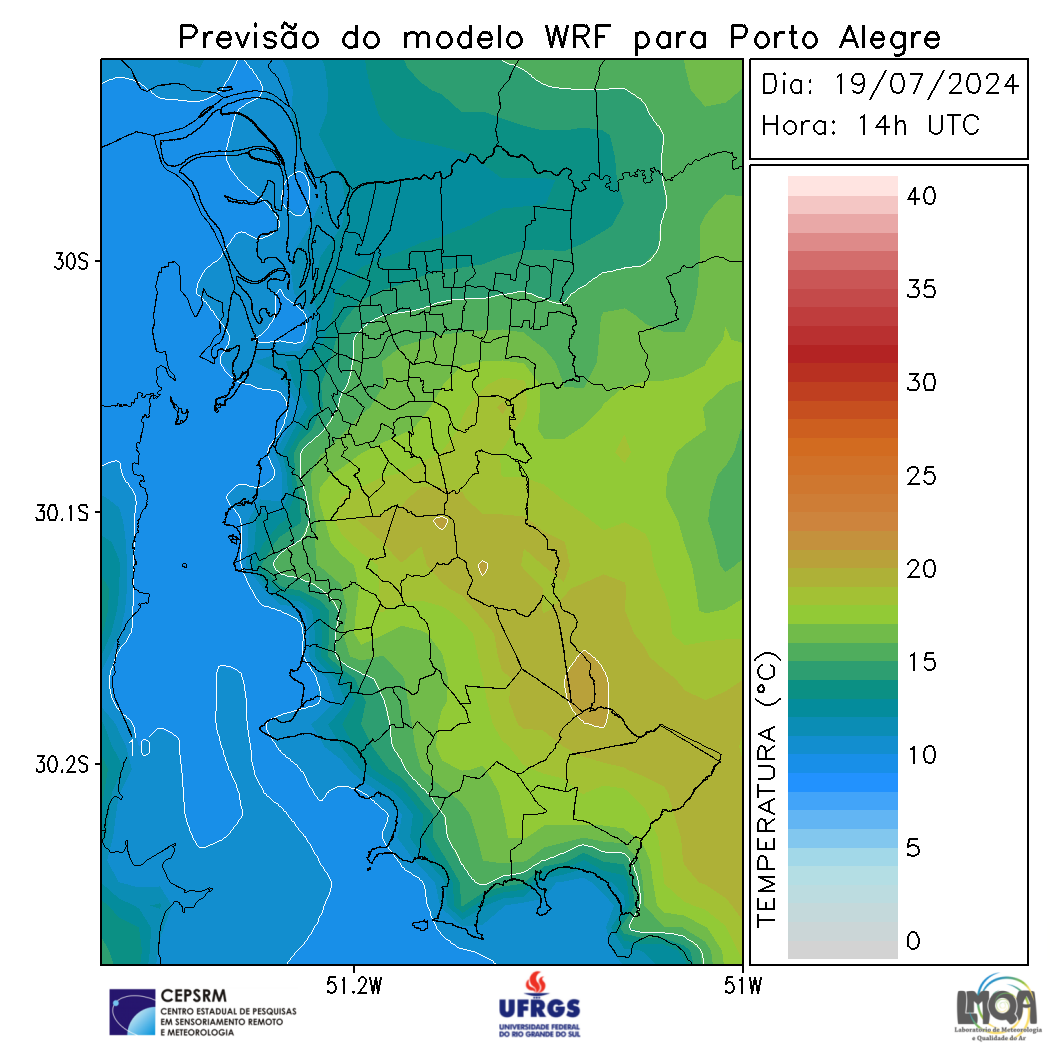 Previsão do modelo WRF para Porto Alegre
Dia: 19/07/2024
Hora: 14h UTC
40
35
30
25
20
15
10
5
0
TEMPERATURA (°C)
30S
30.1S
30.2S
10
51.2W
51W
CEPSRM
CENTRO ESTADUAL DE PESQUISAS
EM SENSORIAMENTO REMOTO
E METEOROLOGIA
UFRGS
UNIVERSIDADE FEDERAL
DO RIO GRANDE DO SUL
LMQA
Laboratório de Meteorologia
e Qualidade do Ar